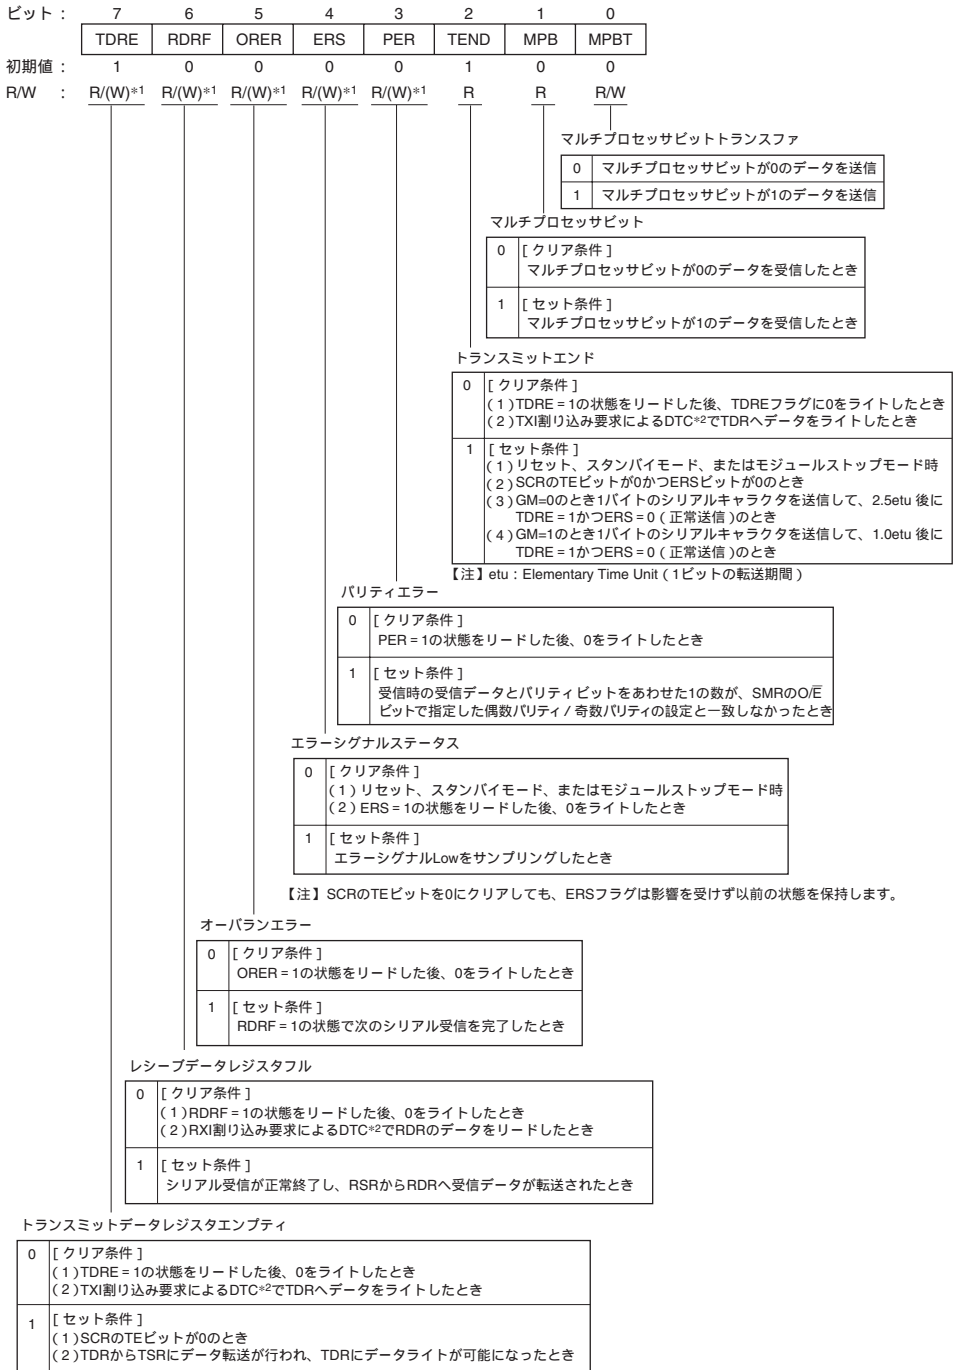 ビット : 7 6 5 4 3 2 1 0
TDRE RDRF ORER ERS PER TEND MPB MPBT
初期値 : 1 0 0 0 0 1 0 0
R/W : R/(W)*1 R/(W)*1 R/(W)*1 R/(W)*1 R/(W)*1 R R R/W
マルチプロセッサビットトランスファ
0 マルチプロセッサビットが0のデータを送信
1 マルチプロセッサビットが1のデータを送信
マルチプロセッサビット
0 [ クリア条件 ]
マルチプロセッサビットが0のデータを受信したとき
1 [ セット条件 ]
マルチプロセッサビットが1のデータを受信したとき
トランスミットエンド
0 [ クリア条件 ]
( 1 )TDRE = 1の状態をリードした後、TDREフラグに0をライトしたとき
( 2 )TXI割り込み要求によるDTC*2でTDRへデータをライトしたとき
1 [ セット条件 ]
( 1 )リセット、スタンバイモード、またはモジュールストップモード時
( 2 )SCRのTEビットが0かつERSビットが0のとき
( 3 )GM=0のとき1バイトのシリアルキャラクタを送信して、2.5etu 後に
TDRE = 1かつERS = 0 ( 正常送信 )のとき
( 4 )GM=1のとき1バイトのシリアルキャラクタを送信して、1.0etu 後に
TDRE = 1かつERS = 0 ( 正常送信 )のとき
【注】etu : Elementary Time Unit ( 1ビットの転送期間 )
パリティエラー
0 [ クリア条件 ]
PER = 1の状態をリードした後、0をライトしたとき
1 [ セット条件 ]
受信時の受信データとパリティビットをあわせた1の数が、SMRのO/E̅
ビットで指定した偶数パリティ / 奇数パリティの設定と一致しなかったとき
エラーシグナルステータス
0 [ クリア条件 ]
( 1 ) リセット、スタンバイモード、またはモジュールストップモード時
( 2 ) ERS = 1の状態をリードした後、0をライトしたとき
1 [ セット条件 ]
エラーシグナルLowをサンプリングしたとき
【注】SCRのTEビットを0にクリアしても、ERSフラグは影響を受けず以前の状態を保持します。
オーバランエラー
0 [ クリア条件 ]
ORER = 1の状態をリードした後、0をライトしたとき
1 [ セット条件 ]
RDRF = 1の状態で次のシリアル受信を完了したとき
レシーブデータレジスタフル
0 [ クリア条件 ]
( 1 )RDRF = 1の状態をリードした後、0をライトしたとき
( 2 )RXI割り込み要求によるDTC*2でRDRのデータをリードしたとき
1 [ セット条件 ]
シリアル受信が正常終了し、RSRからRDRへ受信データが転送されたとき
トランスミットデータレジスタエンプティ
0 [ クリア条件 ]
( 1 )TDRE = 1の状態をリードした後、0をライトしたとき
( 2 )TXI割り込み要求によるDTC*2でTDRへデータをライトしたとき
1 [ セット条件 ]
( 1 )SCRのTEビットが0のとき
( 2 )TDRからTSRにデータ転送が行われ、TDRにデータライトが可能になったとき